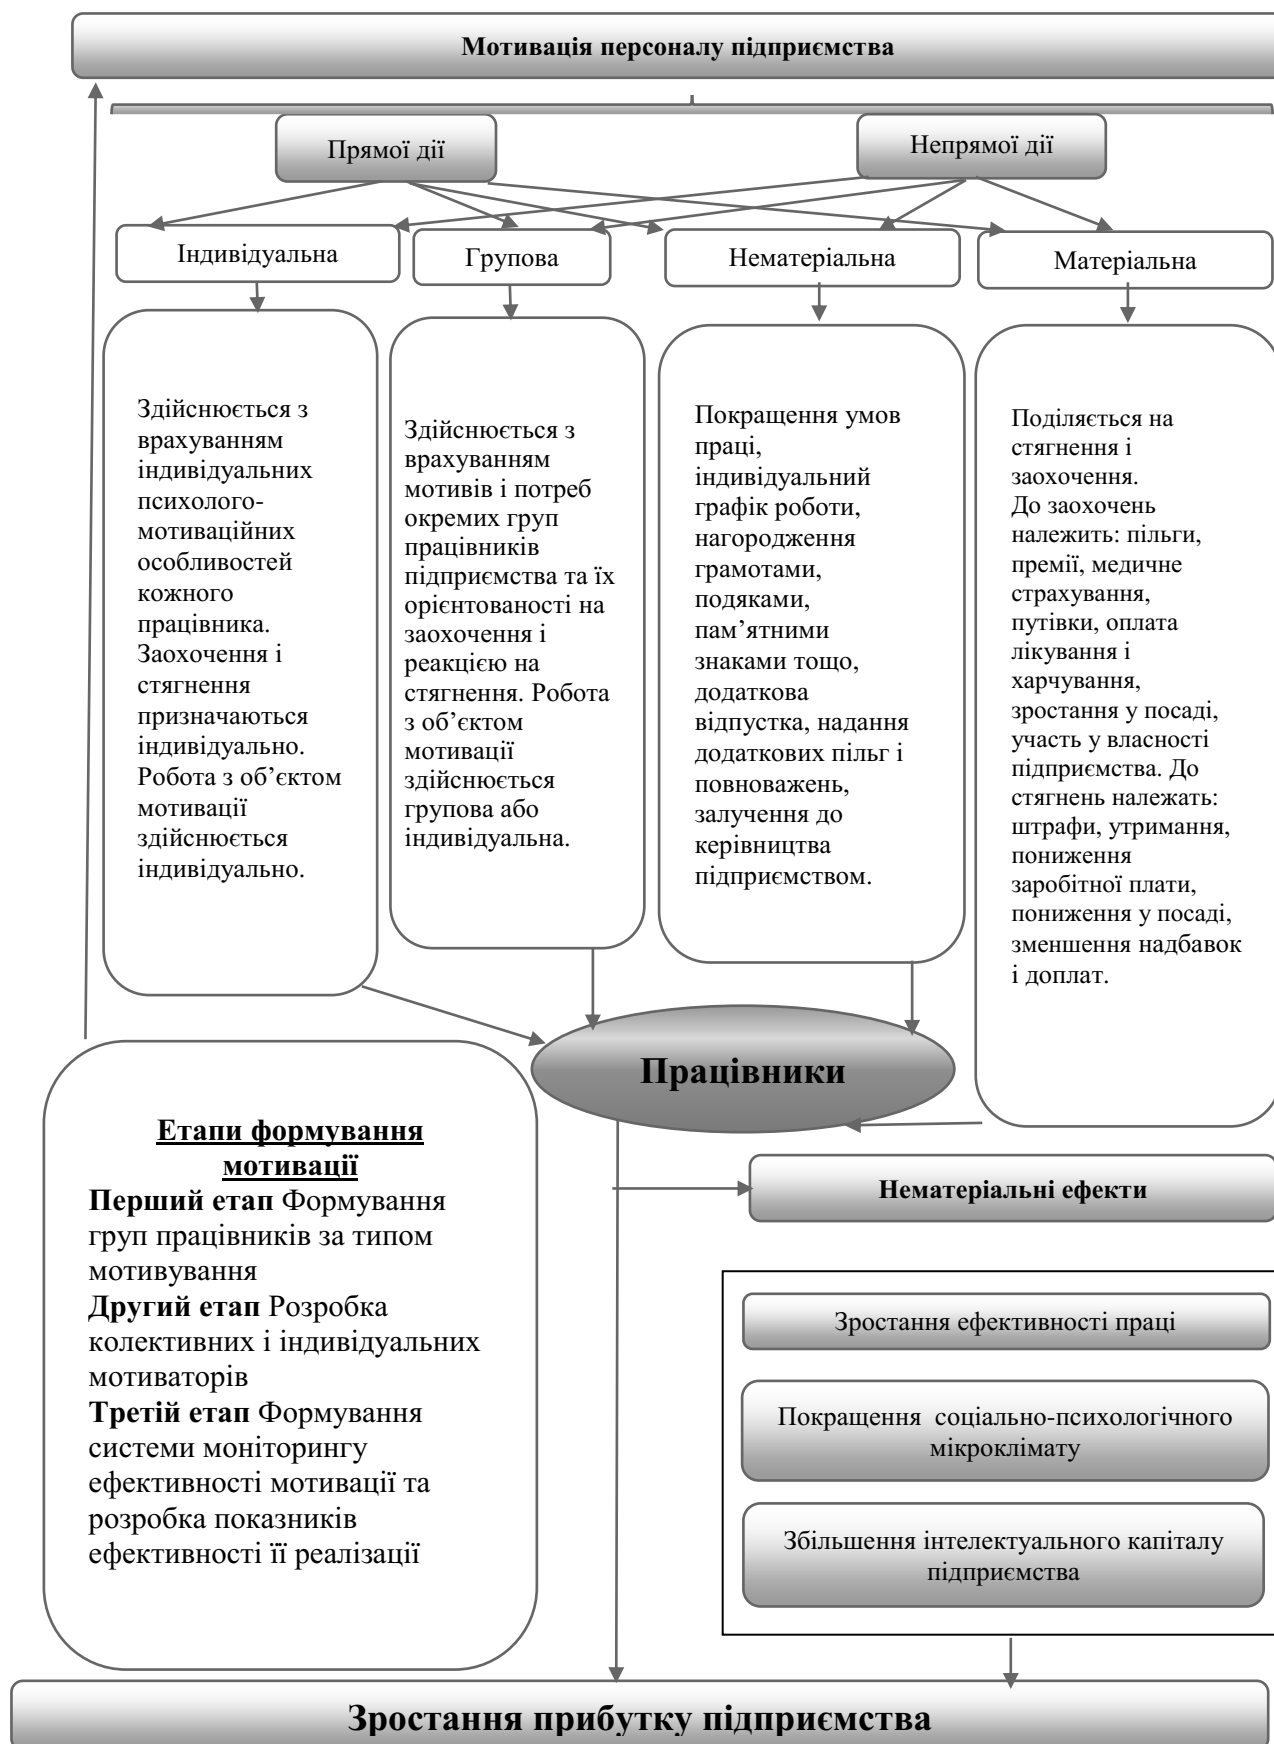 Мотивація персоналу підприємства
Прямої дії
Непрямої дії
Індивідуальна
Групова
Нематеріальна
Матеріальна
Здійснюється з
врахуванням
індивідуальних
психолого-
мотиваційних
особливостей
кожного
працівника.
Заохочення і
стягнення
призначаються
індивідуально.
Робота з об’єктом
мотивації
здійснюється
індивідуально.
Здійснюється з
врахуванням
мотивів і потреб
окремих груп
працівників
підприємства та їх
орієнтованості на
заохочення і
реакцією на
стягнення. Робота
з об’єктом
мотивації
здійснюється
групова або
індивідуальна.
Покращення умов
праці,
індивідуальний
графік роботи,
нагородження
грамотами,
подяками,
пам’ятними
знаками тощо,
додаткова
відпустка, надання
додаткових пільг і
повноважень,
залучення до
керівництва
підприємством.
Поділяється на
стягнення і
заохочення.
До заохочень
належить: пільги,
премії, медичне
страхування,
путівки, оплата
лікування і
харчування,
зростання у посаді,
участь у власності
підприємства. До
стягнень належать:
штрафи, утримання,
пониження
заробітної плати,
пониження у посаді,
зменшення надбавок
і доплат.
Працівники
Етапи формування
мотивації
Перший етап Формування
груп працівників за типом
мотивування
Другий етап Розробка
колективних і індивідуальних
мотиваторів
Третій етап Формування
системи моніторингу
ефективності мотивації та
розробка показників
ефективності її реалізації
Нематеріальні ефекти
Зростання ефективності праці
Покращення соціально-психологічного
мікроклімату
Збільшення інтелектуального капіталу
підприємства
Зростання прибутку підприємства